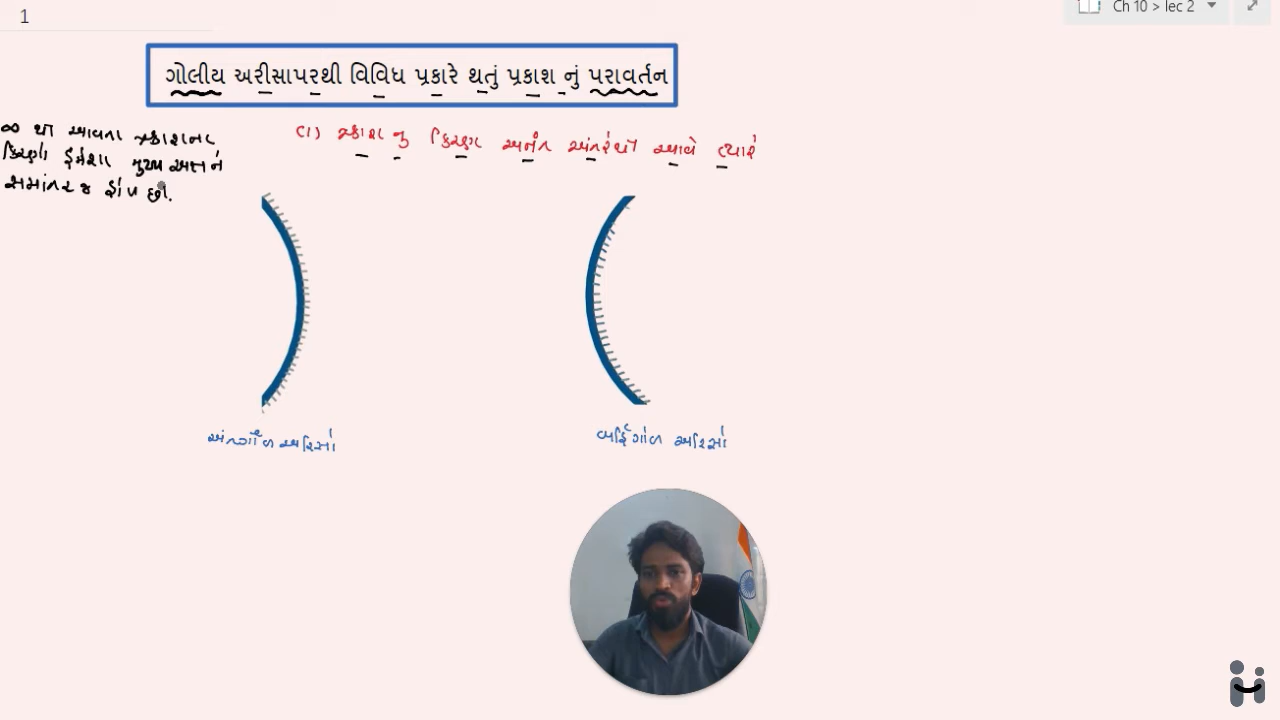 1
Ch 10 > lec 2
ગોલીય અરીસાપરથી વિવિધ પ્રકારે થતું પ્રકાશ નું પરાવર્તન
∞ થી આવતા પ્રકાશના
કિરણો હંમેશા મુખ્ય અક્ષને
સમાંતર જ હોય છે.
(1) પ્રકાશ નું કિરણ અનંત અંતરેથી આવે ત્યારે
અંતર્ગોળ અરિસો
બર્હિગોળ અરિસો